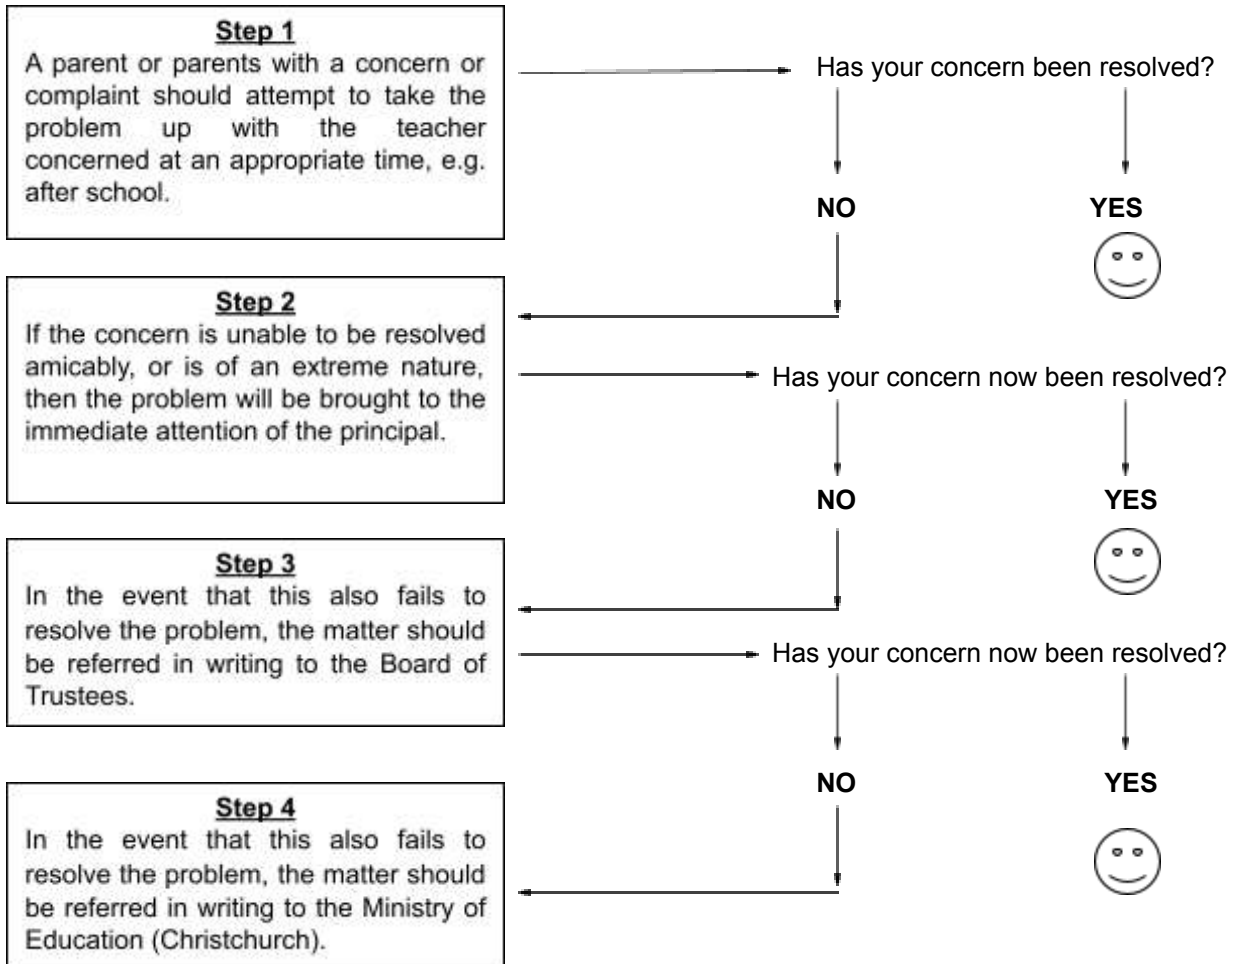 Step 1
A parent or parents with a concern or
complaint should attempt to take the
problem up with the teacher
concerned at an appropriate time, e.g.
after school.
Has your concern been resolved?
NO
YES
Step 2
If the concern is unable to be resolved
amicably, or is of an extreme nature,
then the problem will be brought to the
immediate attention of the principal.
Has your concern now been resolved?
NO
YES
Step 3
In the event that this also fails to
resolve the problem, the matter should
be referred in writing to the Board of
Trustees.
Has your concern now been resolved?
NO
YES
Step 4
In the event that this also fails to
resolve the problem, the matter should
be referred in writing to the Ministry of
Education (Christchurch).